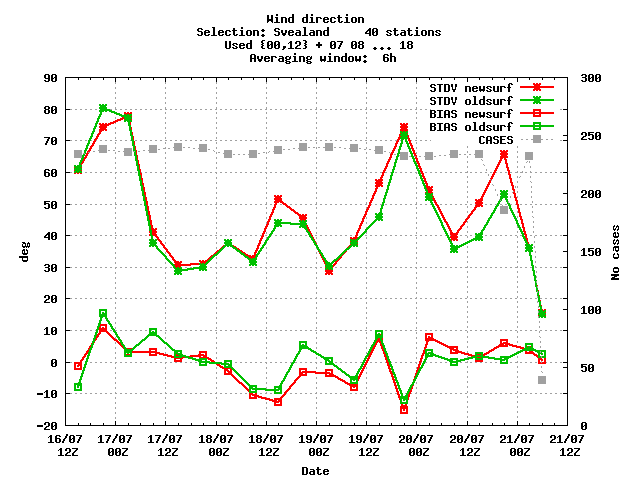 Wind direction
Selection: Svealand     40 stations
Used {00,12} + 07 08 ... 18
Averaging window:  6h
STDV newsurf
STDV oldsurf
BIAS newsurf
BIAS oldsurf
CASES
90
80
70
60
50
40
30
20
10
0
-10
-20
deg
300
250
200
150
100
50
0
No cases
16/07 17/07 17/07 18/07 18/07 19/07 19/07 20/07 20/07 21/07 21/07
12Z 00Z 12Z 00Z 12Z 00Z 12Z 00Z 12Z 00Z 12Z
Date